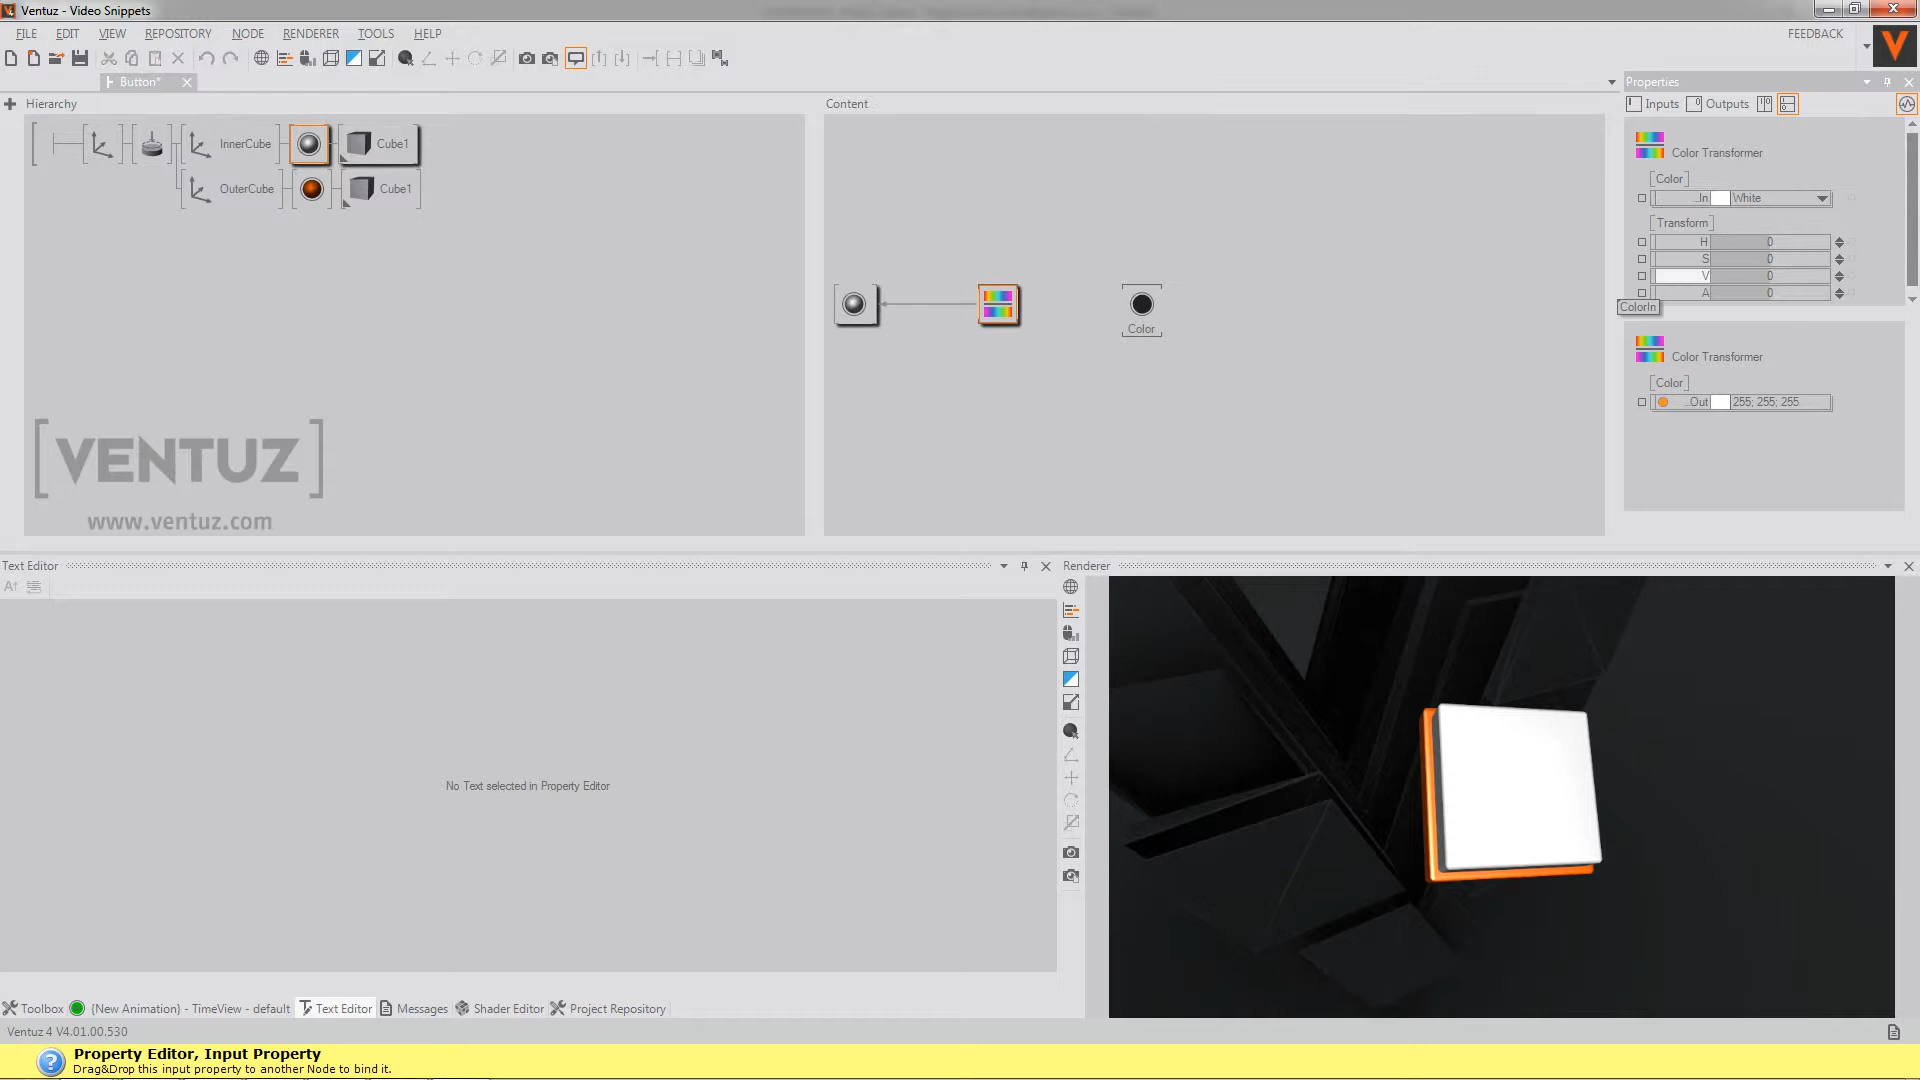 Ventuz - Video Snippets
FILE EDIT VIEW REPOSITORY NODE RENDERER TOOLS HELP
FEEDBACK
Button*
Properties
Hierarchy
Content
Inputs Outputs
InnerCube Cube1
OuterCube Cube1
Color Transformer
Color
..In White
Transform
H 0
S 0
V 0
A 0
ColorIn
Color
Color Transformer
Color
..Out 255; 255; 255
[VENTUZ]
www.ventuz.com
Text Editor
Renderer
No Text selected in Property Editor
Toolbox {New Animation} - TimeView - default Text Editor Messages Shader Editor Project Repository
Ventuz 4 V4.01.00.530
Property Editor, Input Property
Drag&Drop this input property to another Node to bind it.